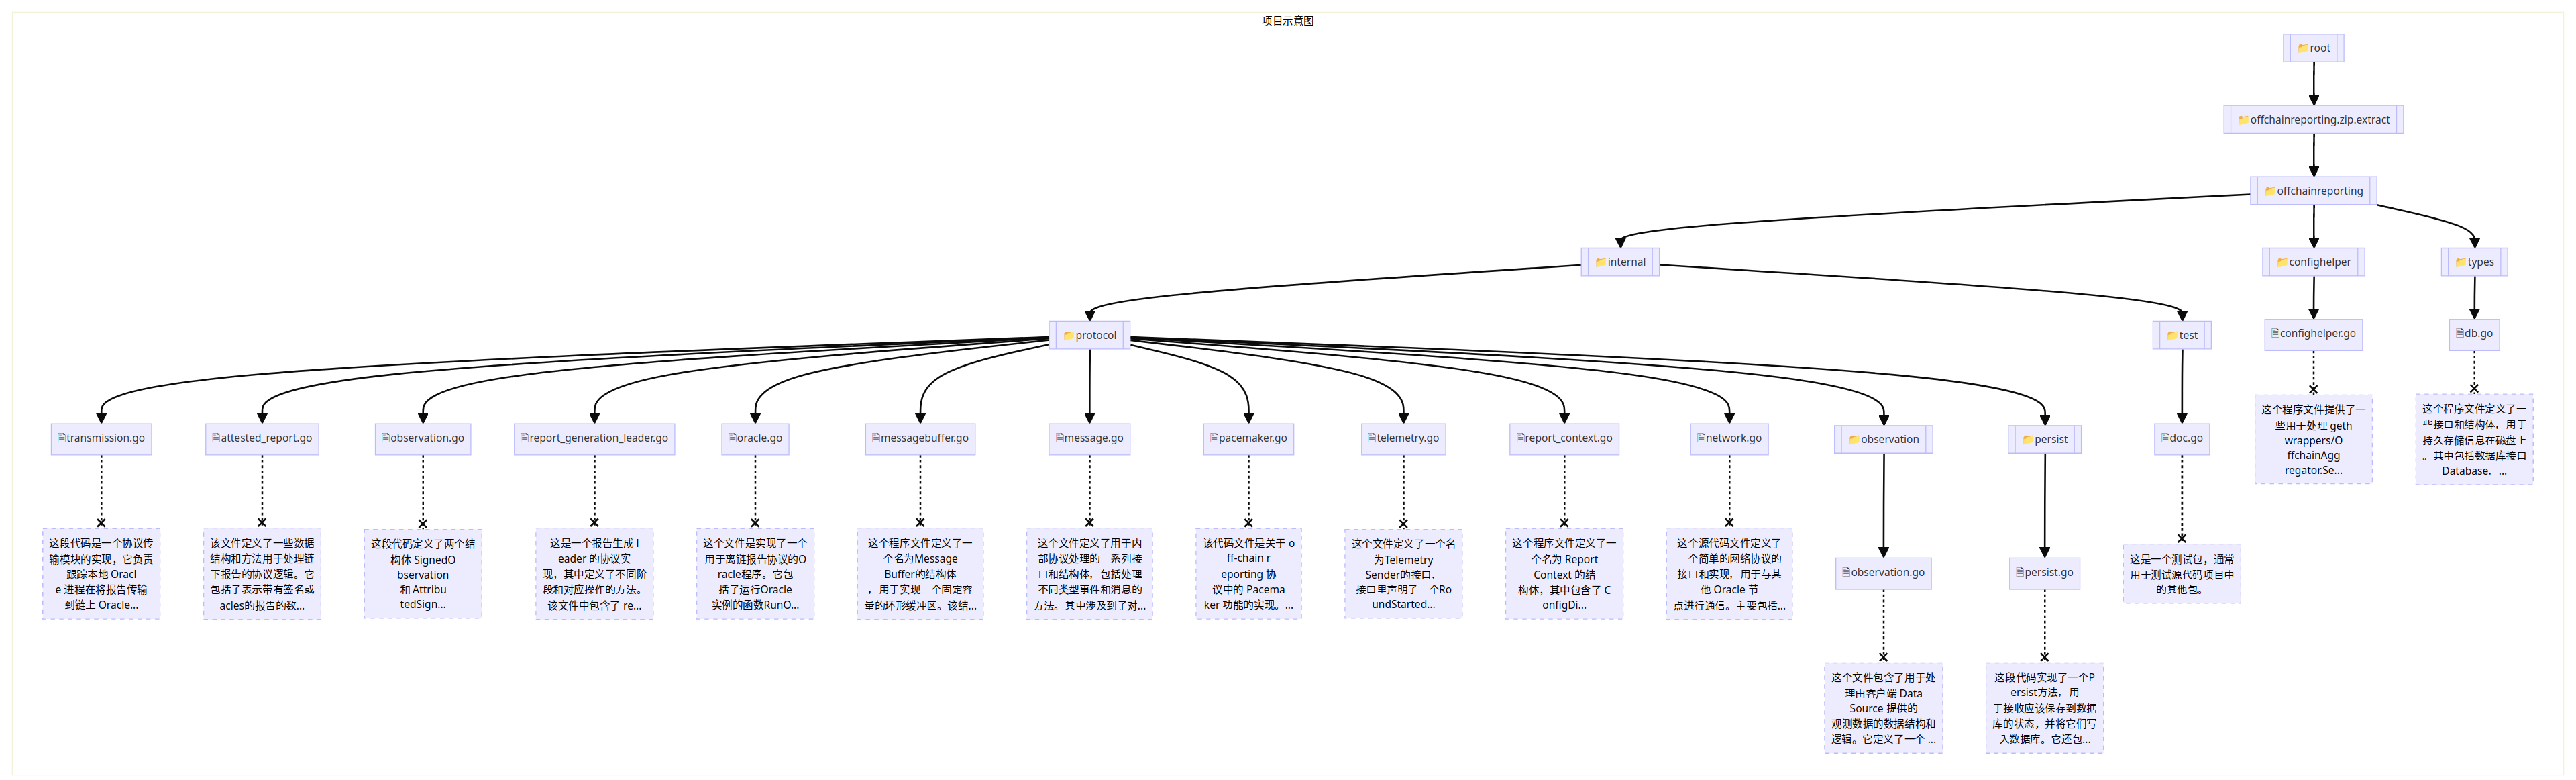 项目示意图
root
offchainreporting.zip.extract
offchainreporting
internal
confighelper
types
protocol
test
confighelper.go
db.go
transmission.go
attested_report.go
observation.go
report_generation_leader.go
oracle.go
messagebuffer.go
message.go
pacemaker.go
telemetry.go
report_context.go
network.go
observation
persist
doc.go
这个程序文件提供了一
些用于处理 geth
wrappers/O
ffchainAgg
regator.Se...
这个程序文件定义了一
些接口和结构体，用于
持久存储信息在磁盘上
。其中包括数据库接口
Database， ...
这段代码是一个协议传
输模块的实现，它负责
跟踪本地 Oracl
e 进程在将报告传输
到链上 Oracle...
该文件定义了一些数据
结构和方法用于处理链
下报告的协议逻辑。它
包括了表示带有签名或
acles的报告的数...
这段代码定义了两个结
构体 SignedO
bservation
和 Attribu
tedSign...
这是一个报告生成 l
eader 的协议实
现，其中定义了不同阶
段和对应操作的方法。
该文件中包含了 re...
这个文件是实现了一个
用于离链报告协议的O
racle程序。它包
括了运行Oracle
实例的函数RunO...
这个程序文件定义了一
个名为Message
Buffer的结构体
，用于实现一个固定容
量的环形缓冲区。该结...
这个文件定义了用于内
部协议处理的一系列接
口和结构体，包括处理
不同类型事件和消息的
方法。其中涉及到了对...
该代码文件是关于 o
ff-chain r
eporting 协
议中的 Pacema
ker 功能的实现。...
这个文件定义了一个名
为Telemetry
Sender的接口，
接口里声明了一个Ro
undStarted...
这个程序文件定义了一
个名为 Report
Context 的结
构体，其中包含了 C
onfigDi...
这个源代码文件定义了
一个简单的网络协议的
接口和实现，用于与其
他 Oracle 节
点进行通信。主要包括...
observation.go
persist.go
这是一个测试包，通常
用于测试源代码项目中
的其他包。
这个文件包含了用于处
理由客户端 Data
Source 提供的
观测数据的数据结构和
逻辑。它定义了一个 ...
这段代码实现了一个P
ersist方法，用
于接收应该保存到数据
库的状态，并将它们写
入数据库。它还包...